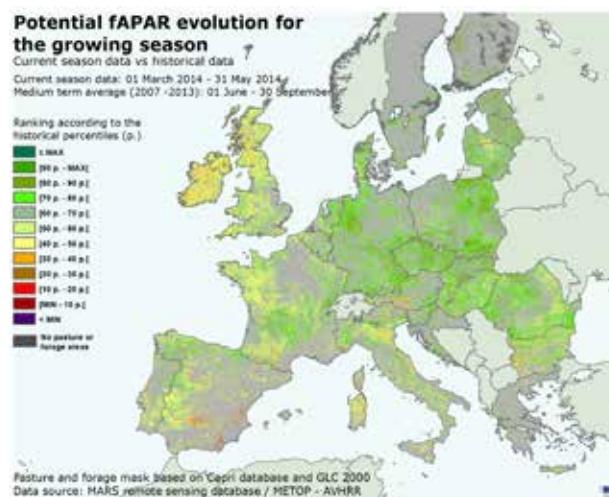 Potential fAPAR evolution for
the growing season
Current season data vs historical data
Current season data: 01 March 2014 - 31 May 2014
Medium term average (2007 -2013): 01 June - 30 September
Ranking according to the
historical percentiles (p.)
≥ MAX
[90 p. - MAX[
[80 p. - 90 p.[
[70 p. - 80 p.[
[60 p. - 70 p.[
[50 p. - 60 p.[
[40 p. - 50 p.[
[30 p. - 40 p.[
[20 p. - 30 p.[
[10 p. - 20 p.[
[MIN - 10 p.[
< MIN
No pasture or
forage areas
Pasture and forage mask based on Capri database and GLC 2000
Data source: MARS remote sensing database / METOP - AVHRR